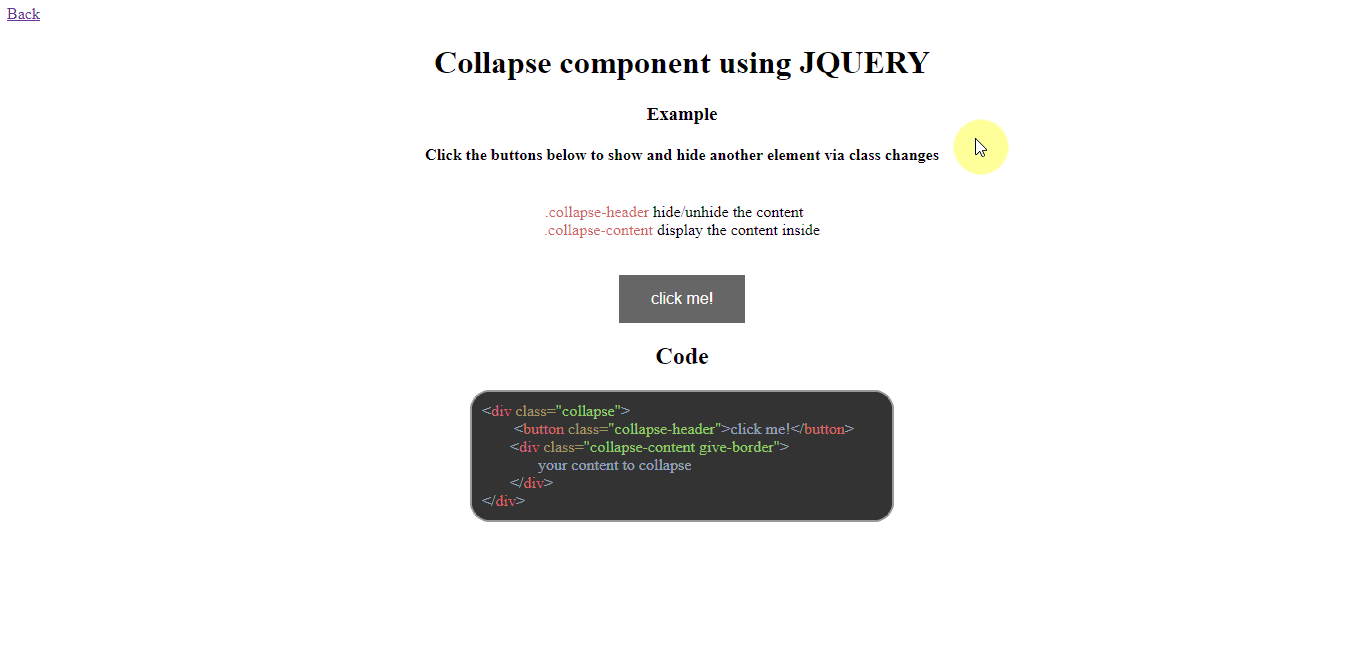 Back
Collapse component using JQUERY
Example
Click the buttons below to show and hide another element via class changes
.collapse-header hide/unhide the content
.collapse-content display the content inside
click me!
Code
<div class="collapse">
<button class="collapse-header">click me!</button>
<div class="collapse-content give-border">
your content to collapse
</div>
</div>